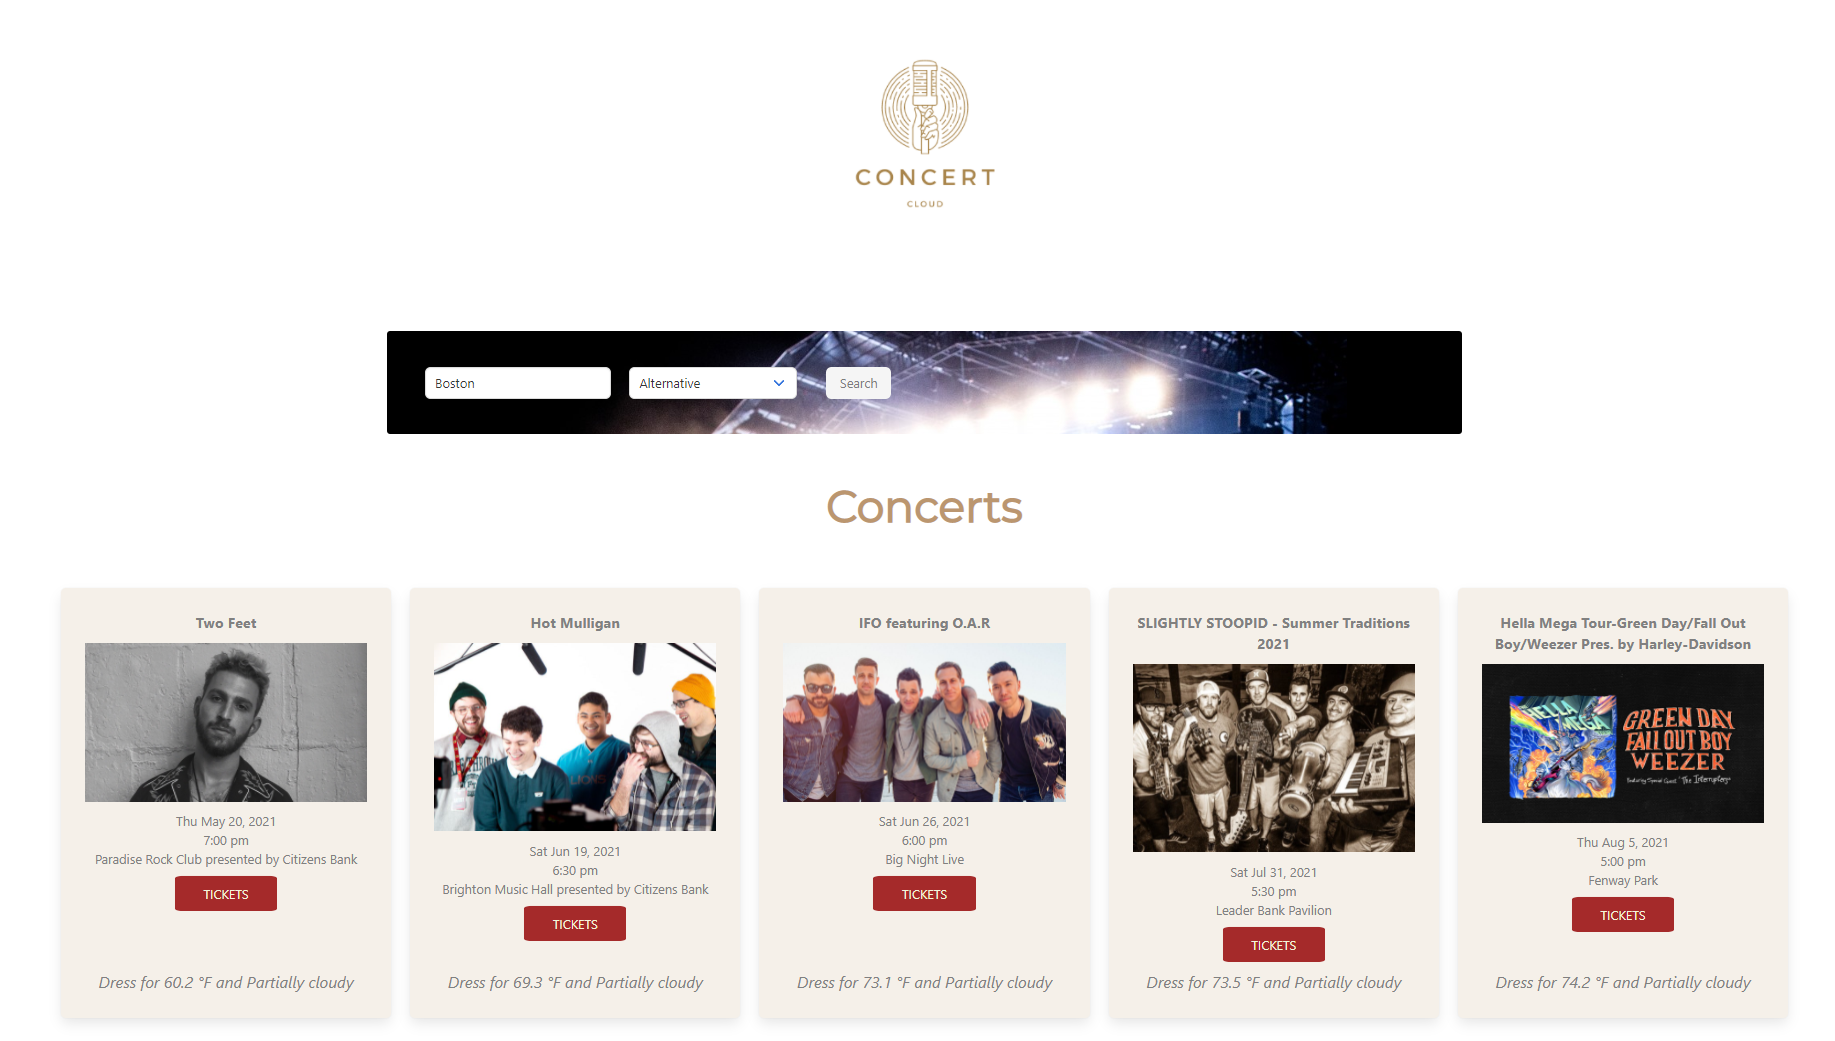 CONCERT
CLOUD
Boston
Alternative
Search
Concerts
Two Feet
Thu May 20, 2021
7:00 pm
Paradise Rock Club presented by Citizens Bank
TICKETS
Dress for 60.2 °F and Partially cloudy
Hot Mulligan
LIONS
Sat Jun 19, 2021
6:30 pm
Brighton Music Hall presented by Citizens Bank
TICKETS
Dress for 69.3 °F and Partially cloudy
IFO featuring O.A.R
Sat Jun 26, 2021
6:00 pm
Big Night Live
TICKETS
Dress for 73.1 °F and Partially cloudy
SLIGHTLY STOOPID - Summer Traditions
2021
Sat Jul 31, 2021
5:30 pm
Leader Bank Pavilion
TICKETS
Dress for 73.5 °F and Partially cloudy
Hella Mega Tour-Green Day/Fall Out
Boy/Weezer Pres. by Harley-Davidson
HELLA
MEGA
GREEN DAY
FALL OUT BOY
WEEZER
Featuring Special Guest "The Interrupters"
Thu Aug 5, 2021
5:00 pm
Fenway Park
TICKETS
Dress for 74.2 °F and Partially cloudy